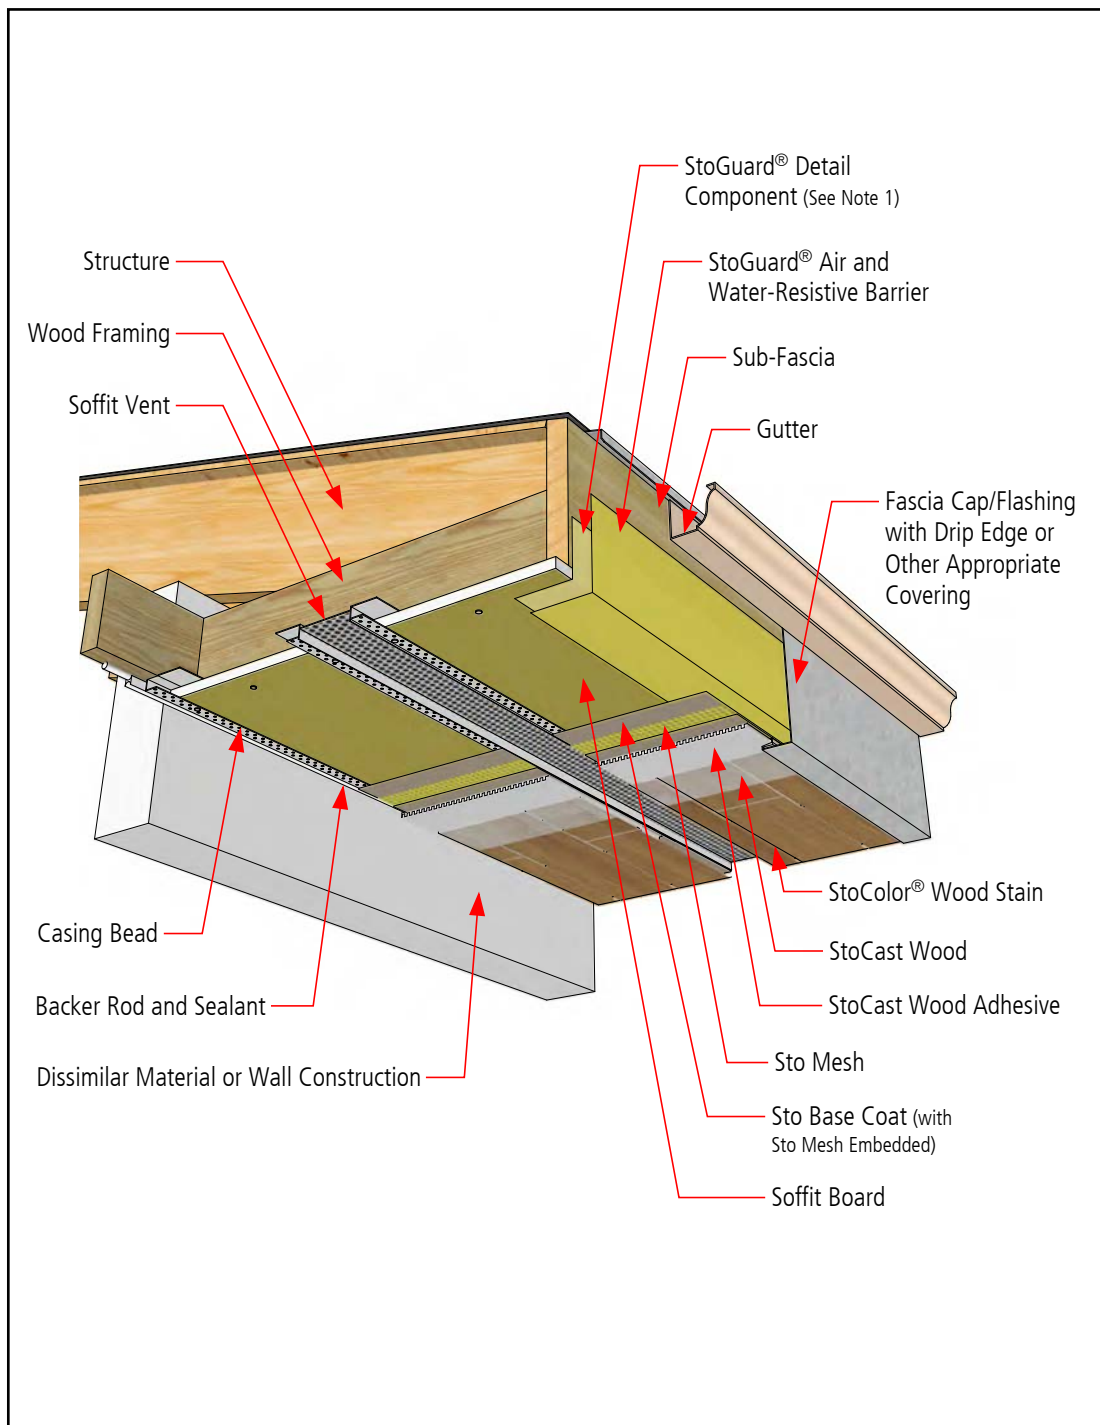 StoGuard® Detail
Component (See Note 1)
StoGuard® Air and
Water-Resistive Barrier
Sub-Fascia
Gutter
Fascia Cap/Flashing
with Drip Edge or
Other Appropriate
Covering
Structure
Wood Framing
Soffit Vent
Casing Bead
Backer Rod and Sealant
Dissimilar Material or Wall Construction
StoColor® Wood Stain
StoCast Wood
StoCast Wood Adhesive
Sto Mesh
Sto Base Coat (with
Sto Mesh Embedded)
Soffit Board